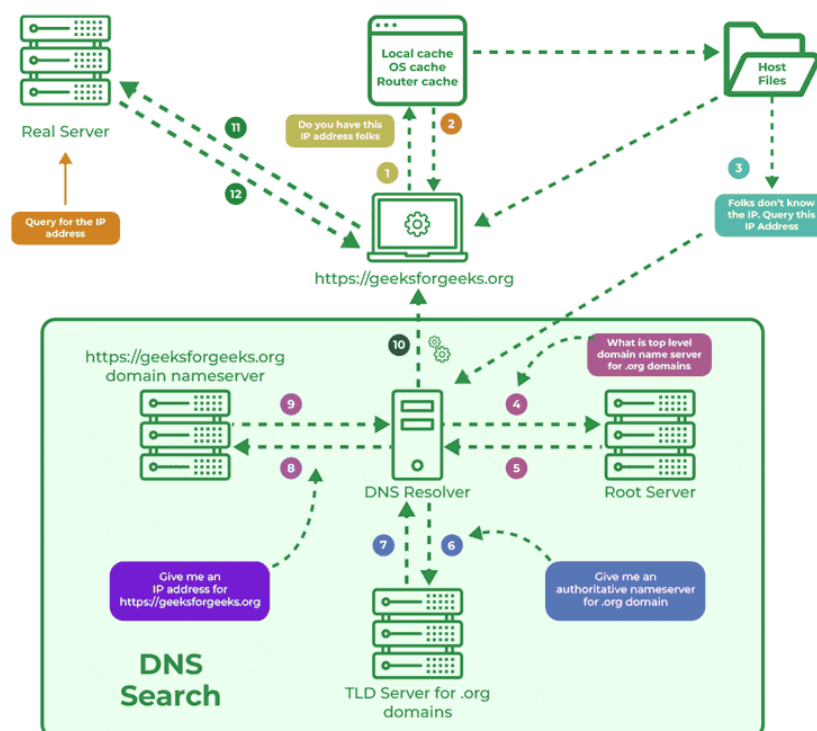 Local cache
OS cache
Router cache
Host
Files
Real Server
11
Do you have this
IP address folks
2
1
3
12
Query for the IP
address
Folks don't know
the IP. Query this
IP Address
https://geeksforgeeks.org
10
What is top level
domain name server
for .org domains
https://geeksforgeeks.org
domain nameserver
9
4
8
5
DNS Resolver
Root Server
7
6
Give me an
IP address for
https://geeksforgeeks.org
Give me an
authoritative nameserver
for .org domain
DNS
Search
TLD Server for .org
domains